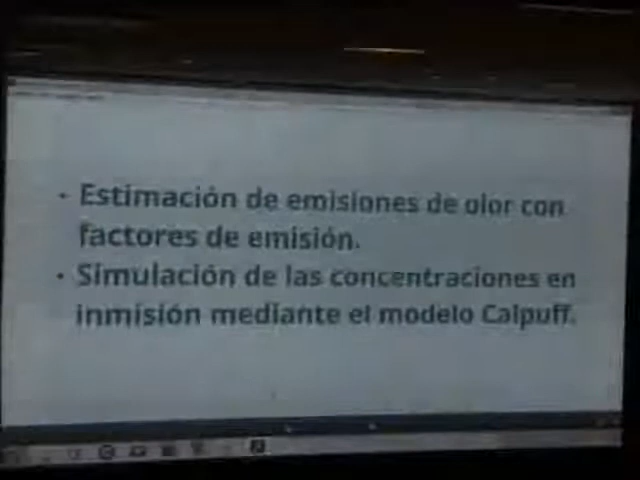 - Estimación de emisiones de olor con
factores de emisión.
- Simulación de las concentraciones en
inmisión mediante el modelo Calpuff.